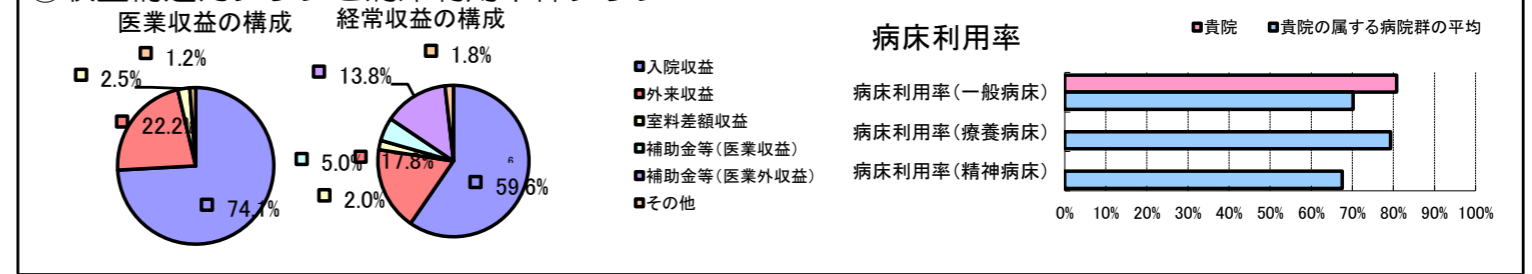 医業収益の構成
1.2%
2.5%
22.2%
74.1%
経常収益の構成
1.8%
13.8%
5.0%
17.8%
2.0%
59.6%
入院収益
外来収益
室料差額収益
補助金等(医業収益)
補助金等(医業外収益)
その他
病床利用率
貴院 貴院の属する病院群の平均
病床利用率(一般病床)
病床利用率(療養病床)
病床利用率(精神病床)
0% 10% 20% 30% 40% 50% 60% 70% 80% 90% 100%